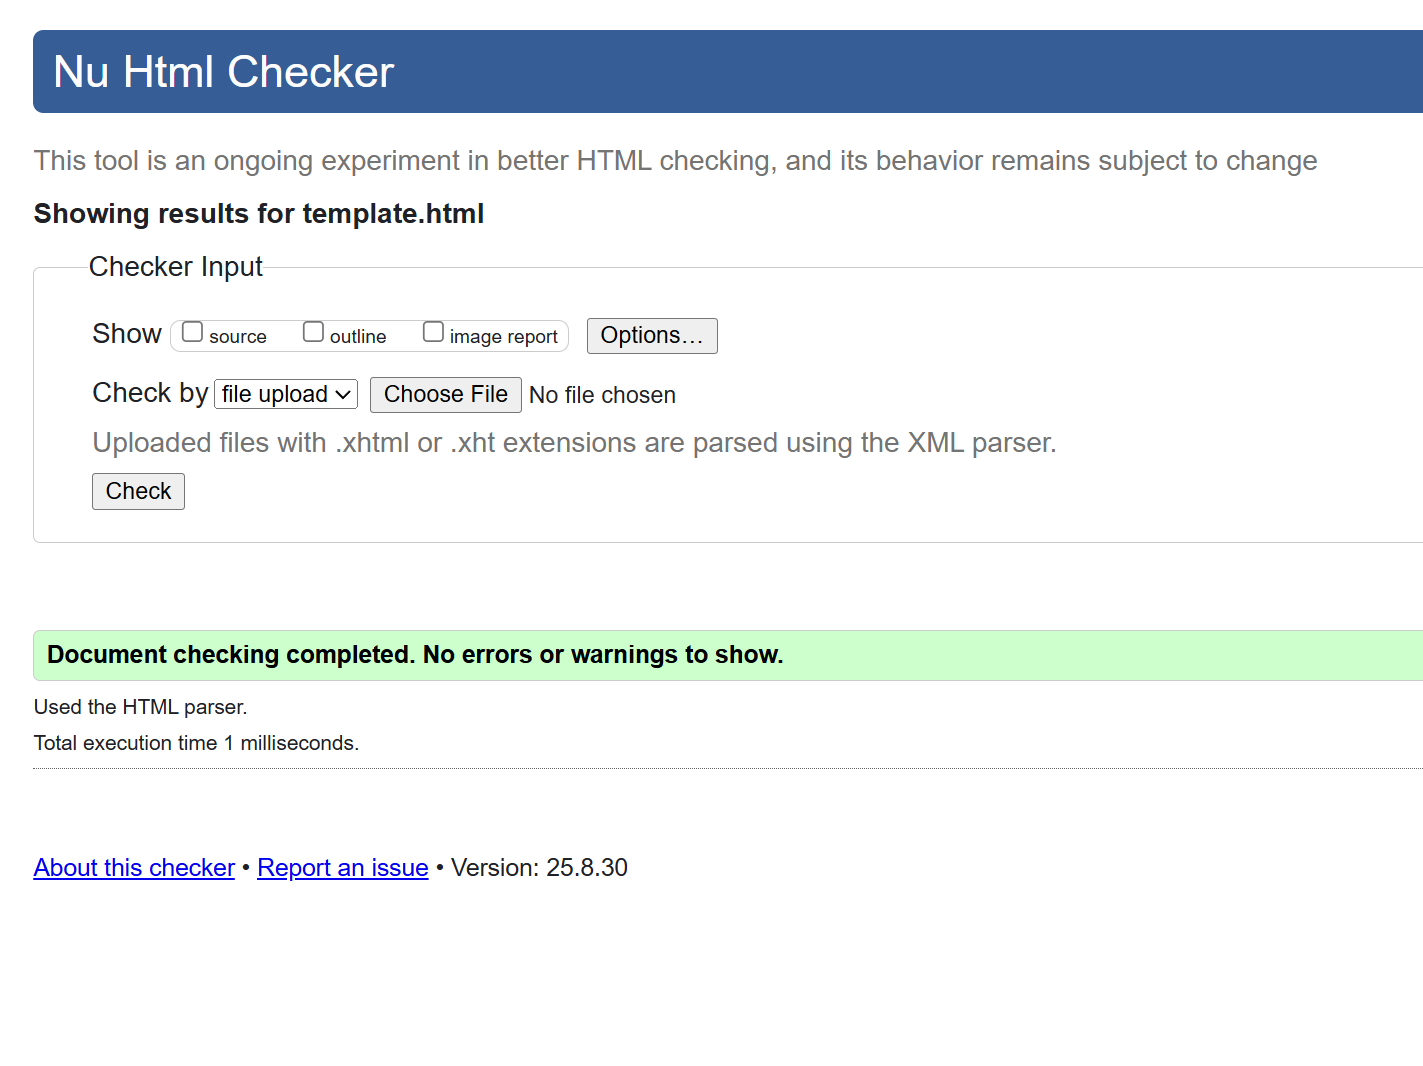 Nu Html Checker
This tool is an ongoing experiment in better HTML checking, and its behavior remains subject to change
Showing results for template.html
Checker Input
Show source outline image report Options…
Check by file upload Choose File No file chosen
Uploaded files with .xhtml or .xht extensions are parsed using the XML parser.
Check
Document checking completed. No errors or warnings to show.
Used the HTML parser.
Total execution time 1 milliseconds.
About this checker • Report an issue • Version: 25.8.30